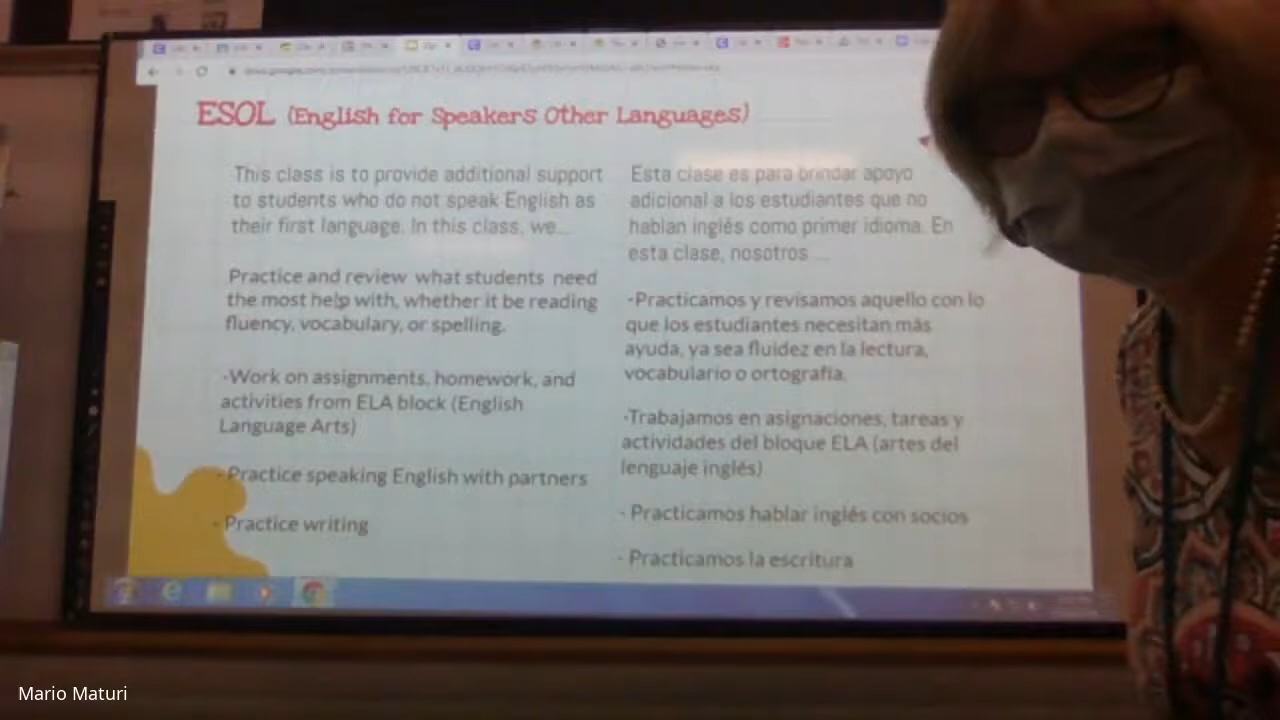 ESOL (English for Speakers Other Languages)
This class is to provide additional support
to students who do not speak English as
their first language. In this class, we...
Practice and review what students need
the most help with, whether it be reading
fluency, vocabulary, or spelling.
-Work on assignments, homework, and
activities from ELA block (English
Language Arts)
- Practice speaking English with partners
- Practice writing
Esta clase es para brindar apoyo
adicional a los estudiantes que no
hablan inglés como primer idioma. En
esta clase, nosotros ...
-Practicamos y revisamos aquello con lo
que los estudiantes necesitan más
ayuda, ya sea fluidez en la lectura,
vocabulario o ortografía.
-Trabajamos en asignaciones, tareas y
actividades del bloque ELA (artes del
lenguaje inglés)
- Practicamos hablar inglés con socios
- Practicamos la escritura
Mario Maturi